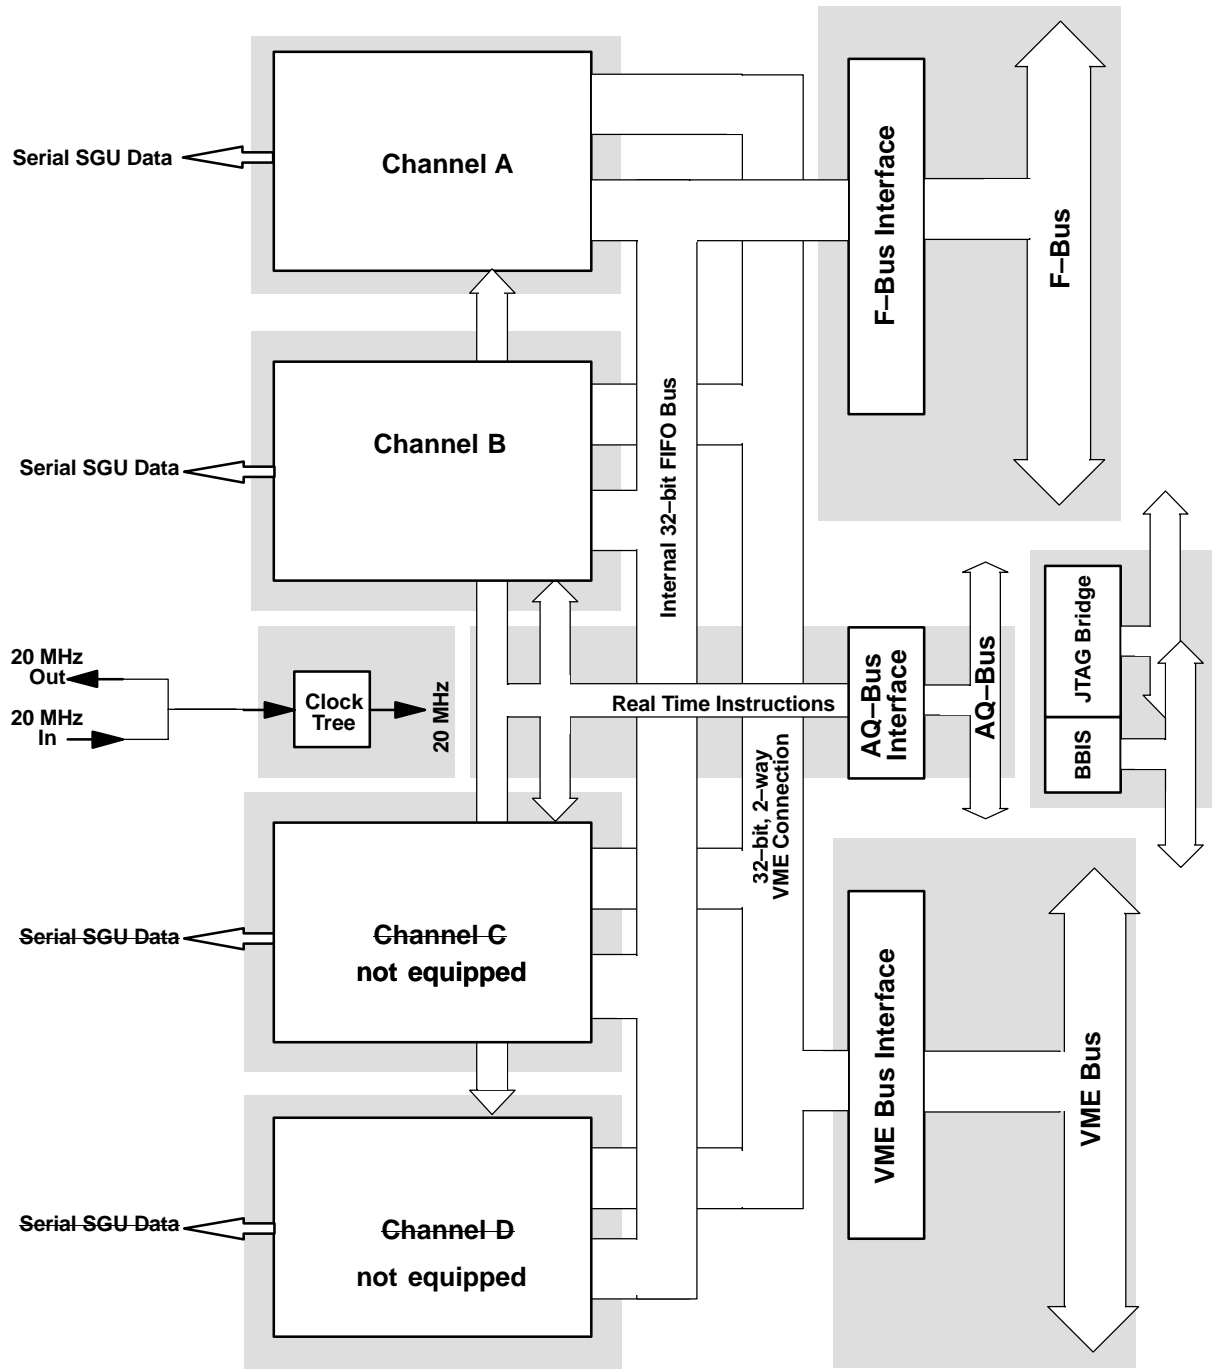 Channel A
Serial SGU Data
F–Bus Interface
F–Bus
Channel B
Serial SGU Data
Internal 32–bit FIFO Bus
20 MHz
Out
20 MHz
In
Clock
Tree
20 MHz
Real Time Instructions
AQ–Bus
Interface
AQ–Bus
JTAG Bridge
BBIS
32–bit, 2–way
VME Connection
Channel C
not equipped
Serial SGU Data
VME Bus Interface
VME Bus
Channel D
not equipped
Serial SGU Data